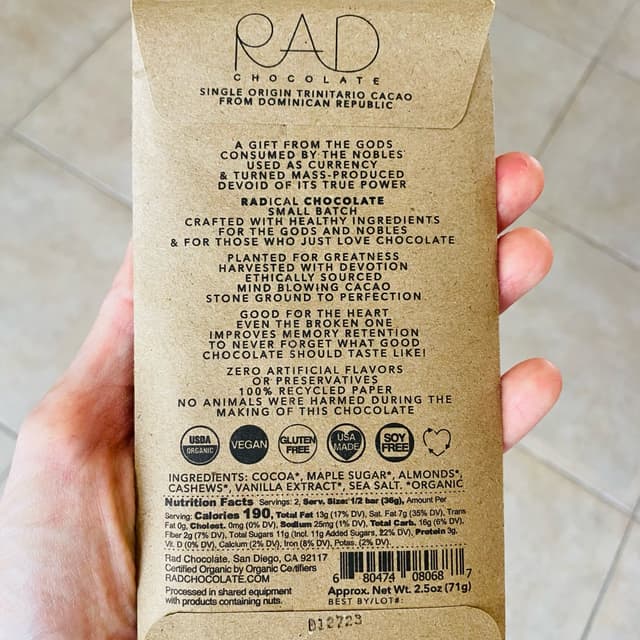 RAD
CHOCOLATE
SINGLE ORIGIN TRINITARIO CACAO
FROM DOMINICAN REPUBLIC
A GIFT FROM THE GODS
CONSUMED BY THE NOBLES
USED AS CURRENCY
& TURNED MASS-PRODUCED
DEVOID OF ITS TRUE POWER
RADICAL CHOCOLATE
SMALL BATCH
CRAFTED WITH HEALTHY INGREDIENTS
FOR THE GODS AND NOBLES
& FOR THOSE WHO JUST LOVE CHOCOLATE
PLANTED FOR GREATNESS
HARVESTED WITH DEVOTION
ETHICALLY SOURCED
MIND BLOWING CACAO
STONE GROUND TO PERFECTION
GOOD FOR THE HEART
EVEN THE BROKEN ONE
IMPROVES MEMORY RETENTION
TO NEVER FORGET WHAT GOOD
CHOCOLATE SHOULD TASTE LIKE!
ZERO ARTIFICIAL FLAVORS
OR PRESERVATIVES
100% RECYCLED PAPER
NO ANIMALS WERE HARMED DURING THE
MAKING OF THIS CHOCOLATE
USDA
ORGANIC
VEGAN
GLUTEN
FREE
USA
MADE
SOY
FREE
INGREDIENTS: COCOA*, MAPLE SUGAR*, ALMONDS*,
CASHEWS*, VANILLA EXTRACT*, SEA SALT. *ORGANIC
Nutrition Facts Servings: 2, Serv. Size: 1/2 bar (36g), Amount Per
Serving: Calories 190, Total Fat 13g (17% DV), Sat. Fat 7g (35% DV), Trans
Fat 0g, Cholest. 0mg (0% DV), Sodium 25mg (1% DV), Total Carb. 16g (6% DV),
Fiber 2g (7% DV), Total Sugars 11g (Incl. 11g Added Sugars, 22% DV), Protein 3g,
Vit. D (0% DV), Calcium (2% DV), Iron (8% DV), Potas. (2% DV).
Rad Chocolate, San Diego, CA 92117
Certified Organic by Organic Certifiers
RADCHOCOLATE.COM
Processed in shared equipment
with products containing nuts.
6 80474 08068 7
Approx. Net Wt. 2.5oz (71g)
BEST BY/LOT#:
012723